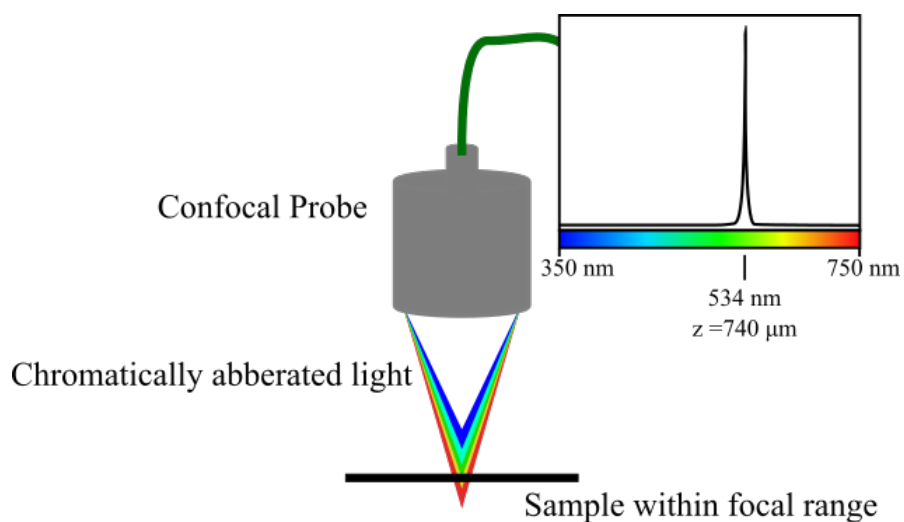 Confocal Probe
350 nm
750 nm
534 nm
z =740 μm
Chromatically abberated light
Sample within focal range